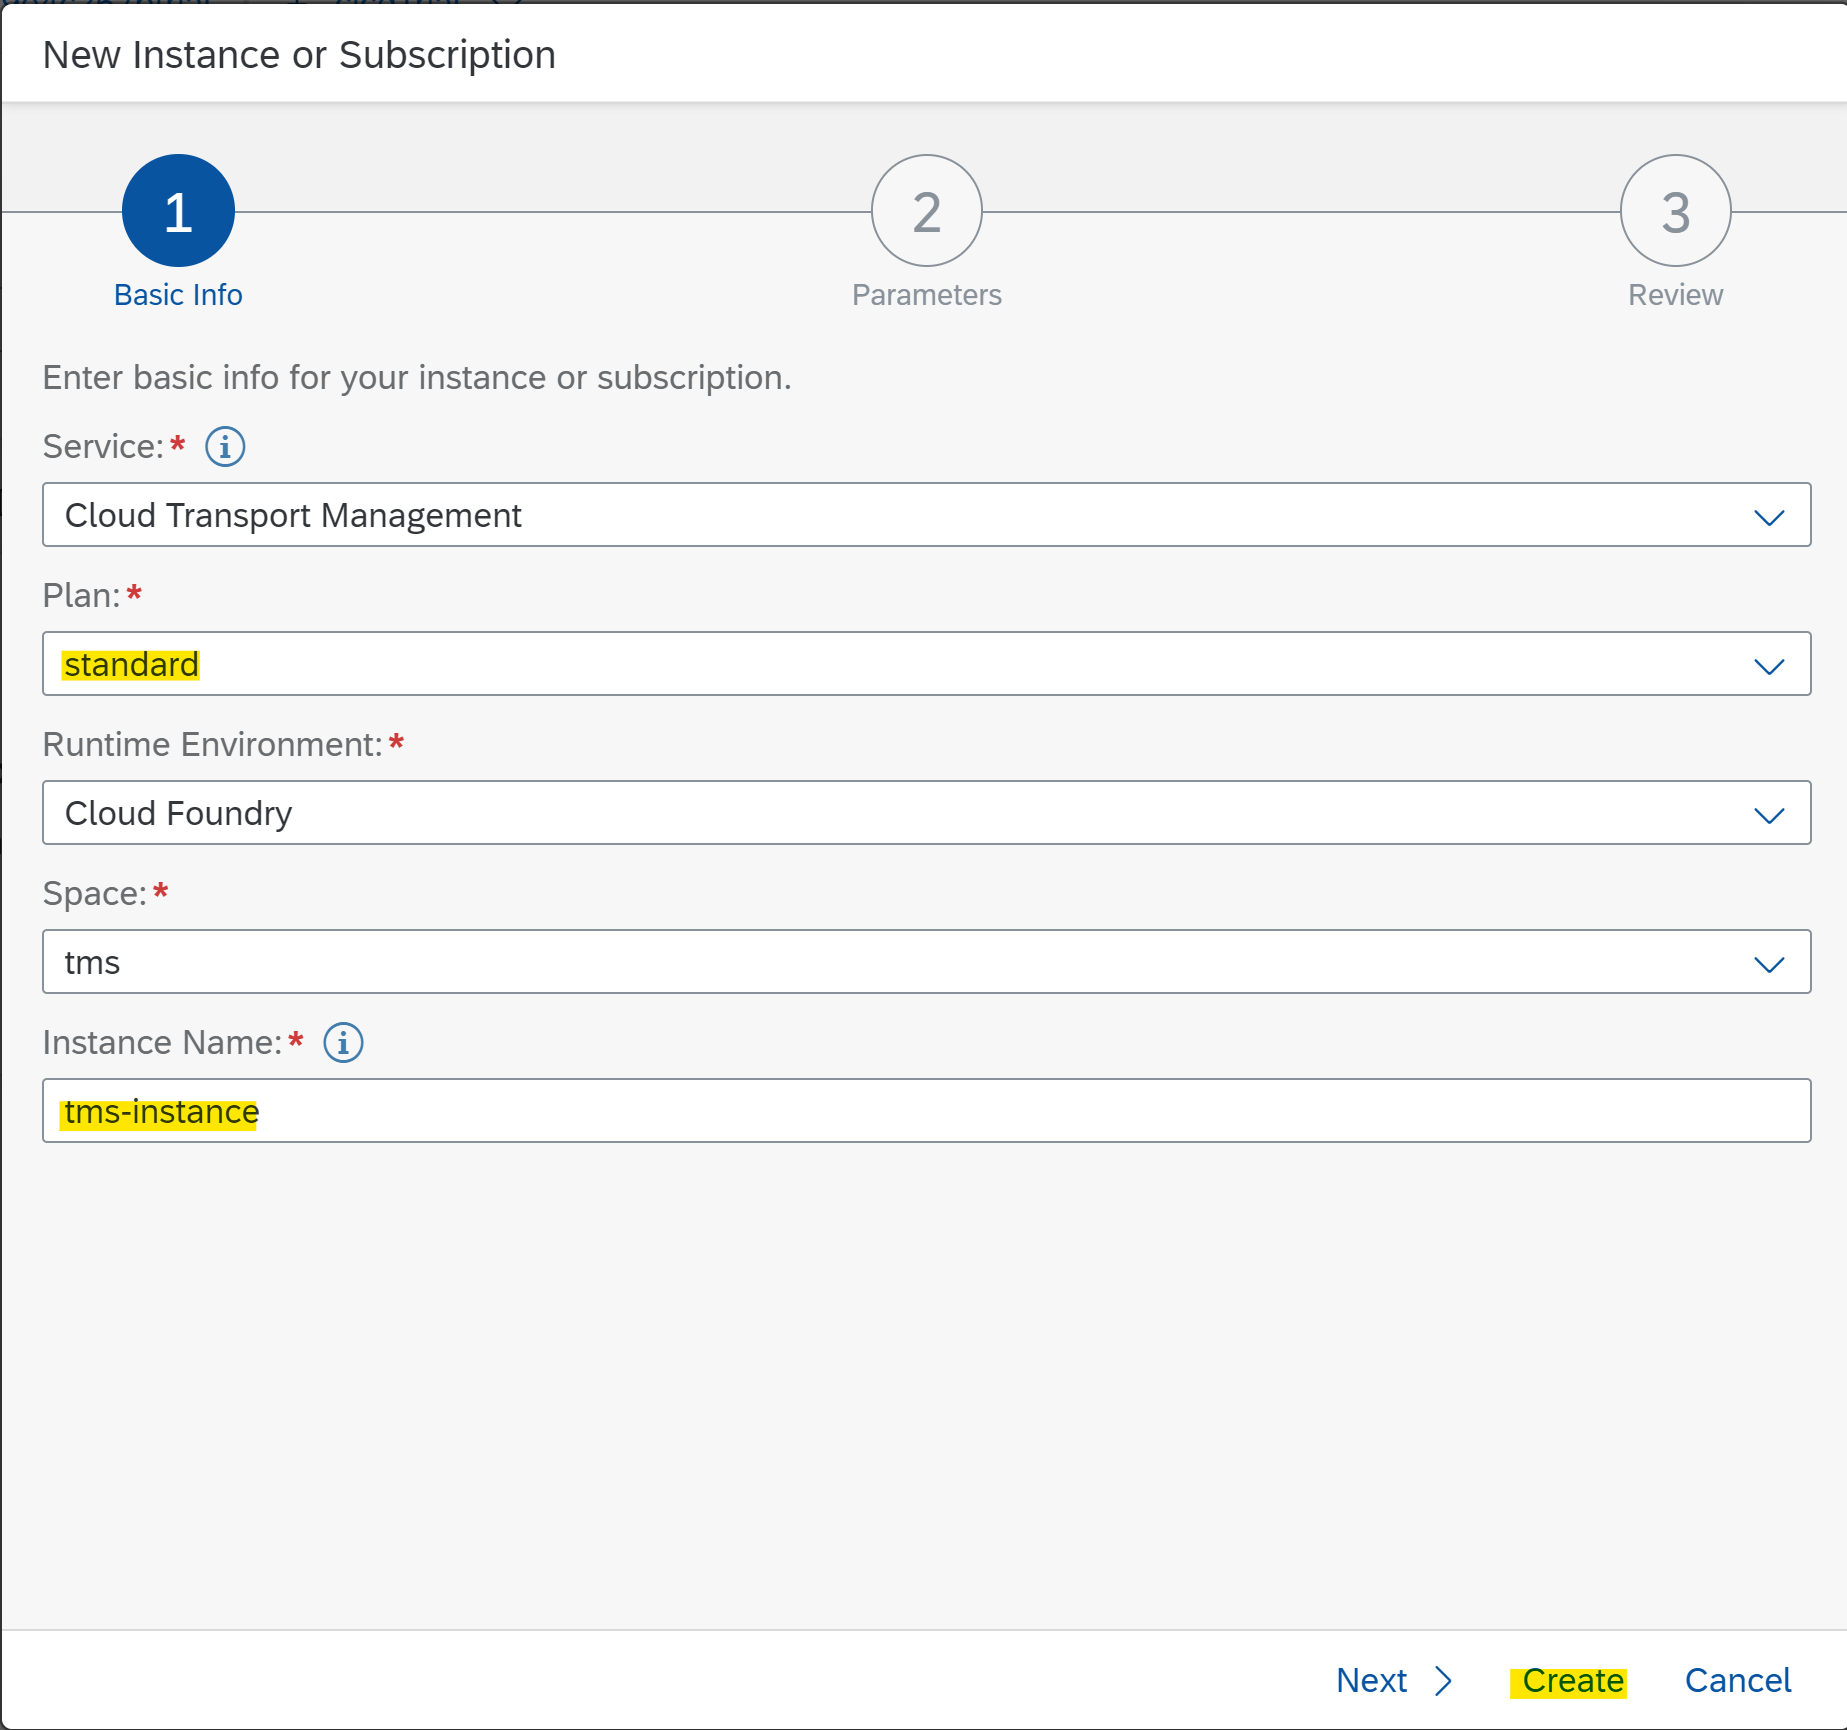 New Instance or Subscription
1
2
3
Basic Info
Parameters
Review
Enter basic info for your instance or subscription.
Service:*
Cloud Transport Management
Plan:*
standard
Runtime Environment:*
Cloud Foundry
Space:*
tms
Instance Name:*
tms-instance
Next
Create
Cancel